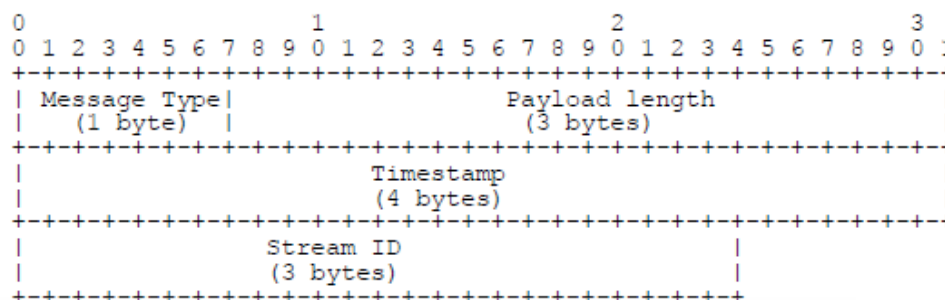 0                   1                   2                   3
0 1 2 3 4 5 6 7 8 9 0 1 2 3 4 5 6 7 8 9 0 1 2 3 4 5 6 7 8 9 0
+-+-+-+-+-+-+-+-+-+-+-+-+-+-+-+-+-+-+-+-+-+-+-+-+-+-+-+-+-+-+-
| Message Type|                  Payload length               |
|   (1 byte)  |                   (3 bytes)                   |
+-+-+-+-+-+-+-+-+-+-+-+-+-+-+-+-+-+-+-+-+-+-+-+-+-+-+-+-+-+-+-
|                       Timestamp                             |
|                       (4 bytes)                             |
+-+-+-+-+-+-+-+-+-+-+-+-+-+-+-+-+-+-+-+-+-+-+-+-+-+-+-+-+-+-+-
|                Stream ID                      |
|                (3 bytes)                      |
+-+-+-+-+-+-+-+-+-+-+-+-+-+-+-+-+-+-+-+-+-+-+-+-+